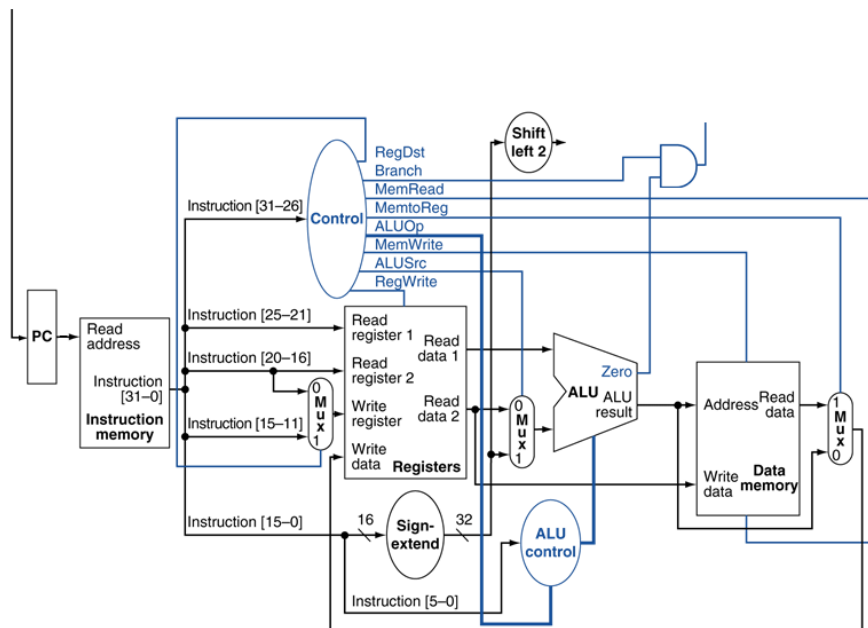 Shift
left 2
RegDst
Branch
MemRead
MemtoReg
ALUOp
MemWrite
ALUSrc
RegWrite
Control
Instruction [31–26]
Instruction [25–21]
Instruction [20–16]
Instruction [15–11]
Instruction [15–0]
Instruction [5–0]
PC
Read
address
Instruction
[31–0]
Instruction
memory
0
Mux
1
Read
register 1
Read
register 2
Write
register
Write
data
Read
data 1
Read
data 2
Registers
16
Sign-
extend
32
0
Mux
1
Zero
ALU
ALU
result
ALU
control
Address
Read
data
Write
data
Data
memory
1
Mux
0